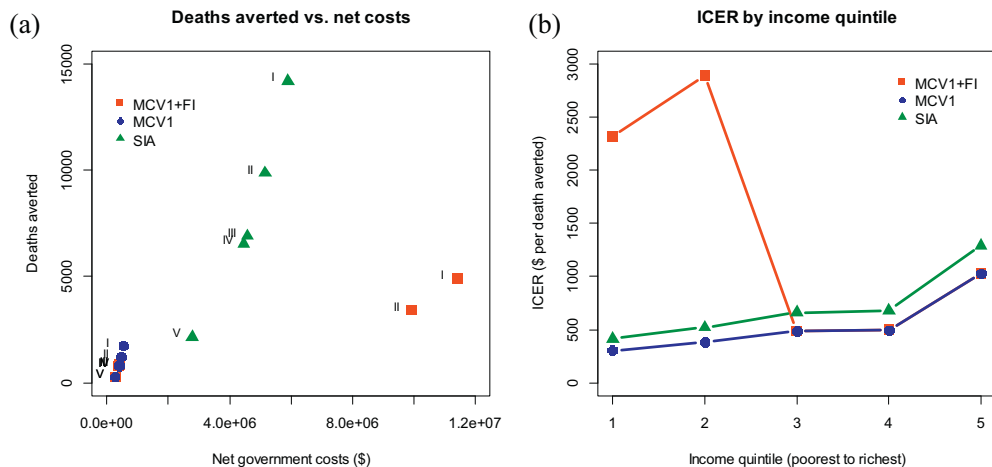 (a)
Deaths averted vs. net costs
Deaths averted
15000
10000
5000
0
MCV1+FI
MCV1
SIA
I
II
III
IV
V
I
II
I
V
0.0e+00
4.0e+06
8.0e+06
1.2e+07
Net government costs ($)
(b)
ICER by income quintile
ICER ($ per death averted)
3000
2500
2000
1500
1000
500
0
MCV1+FI
MCV1
SIA
1
2
3
4
5
Income quintile (poorest to richest)